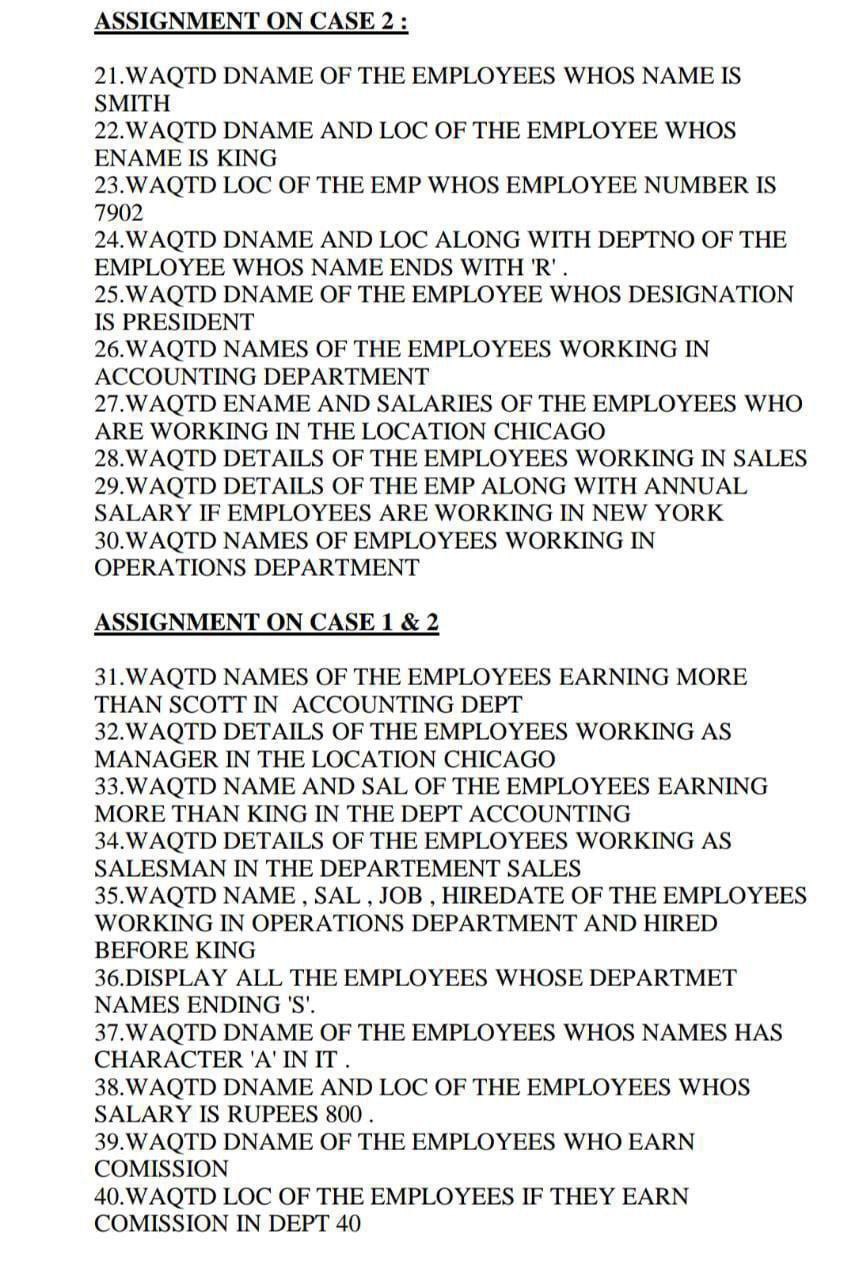 ASSIGNMENT ON CASE 2 :
21.WAQTD DNAME OF THE EMPLOYEES WHOS NAME IS
SMITH
22.WAQTD DNAME AND LOC OF THE EMPLOYEE WHOS
ENAME IS KING
23.WAQTD LOC OF THE EMP WHOS EMPLOYEE NUMBER IS
7902
24.WAQTD DNAME AND LOC ALONG WITH DEPTNO OF THE
EMPLOYEE WHOS NAME ENDS WITH 'R' .
25.WAQTD DNAME OF THE EMPLOYEE WHOS DESIGNATION
IS PRESIDENT
26.WAQTD NAMES OF THE EMPLOYEES WORKING IN
ACCOUNTING DEPARTMENT
27.WAQTD ENAME AND SALARIES OF THE EMPLOYEES WHO
ARE WORKING IN THE LOCATION CHICAGO
28.WAQTD DETAILS OF THE EMPLOYEES WORKING IN SALES
29.WAQTD DETAILS OF THE EMP ALONG WITH ANNUAL
SALARY IF EMPLOYEES ARE WORKING IN NEW YORK
30.WAQTD NAMES OF EMPLOYEES WORKING IN
OPERATIONS DEPARTMENT
ASSIGNMENT ON CASE 1 & 2
31.WAQTD NAMES OF THE EMPLOYEES EARNING MORE
THAN SCOTT IN ACCOUNTING DEPT
32.WAQTD DETAILS OF THE EMPLOYEES WORKING AS
MANAGER IN THE LOCATION CHICAGO
33.WAQTD NAME AND SAL OF THE EMPLOYEES EARNING
MORE THAN KING IN THE DEPT ACCOUNTING
34.WAQTD DETAILS OF THE EMPLOYEES WORKING AS
SALESMAN IN THE DEPARTEMENT SALES
35.WAQTD NAME , SAL , JOB , HIREDATE OF THE EMPLOYEES
WORKING IN OPERATIONS DEPARTMENT AND HIRED
BEFORE KING
36.DISPLAY ALL THE EMPLOYEES WHOSE DEPARTMET
NAMES ENDING 'S'.
37.WAQTD DNAME OF THE EMPLOYEES WHOS NAMES HAS
CHARACTER 'A' IN IT .
38.WAQTD DNAME AND LOC OF THE EMPLOYEES WHOS
SALARY IS RUPEES 800 .
39.WAQTD DNAME OF THE EMPLOYEES WHO EARN
COMISSION
40.WAQTD LOC OF THE EMPLOYEES IF THEY EARN
COMISSION IN DEPT 40